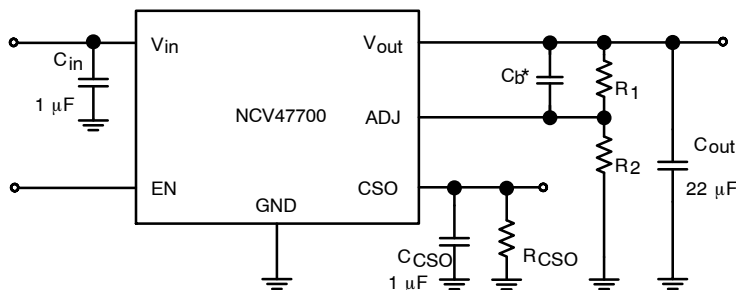 Cin
1 μF
Vin
Vout
Cb*
R1
NCV47700
ADJ
R2
Cout
22 μF
EN
CSO
GND
CCSO
1 μF
RCSO